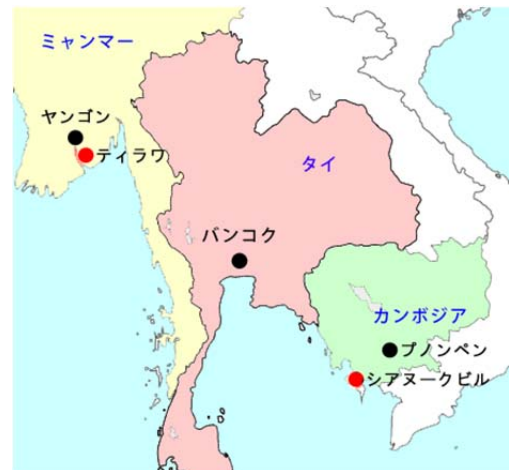 ミャンマー
ヤンゴン
ティラワ
タイ
バンコク
カンボジア
プノンペン
シアヌークビル